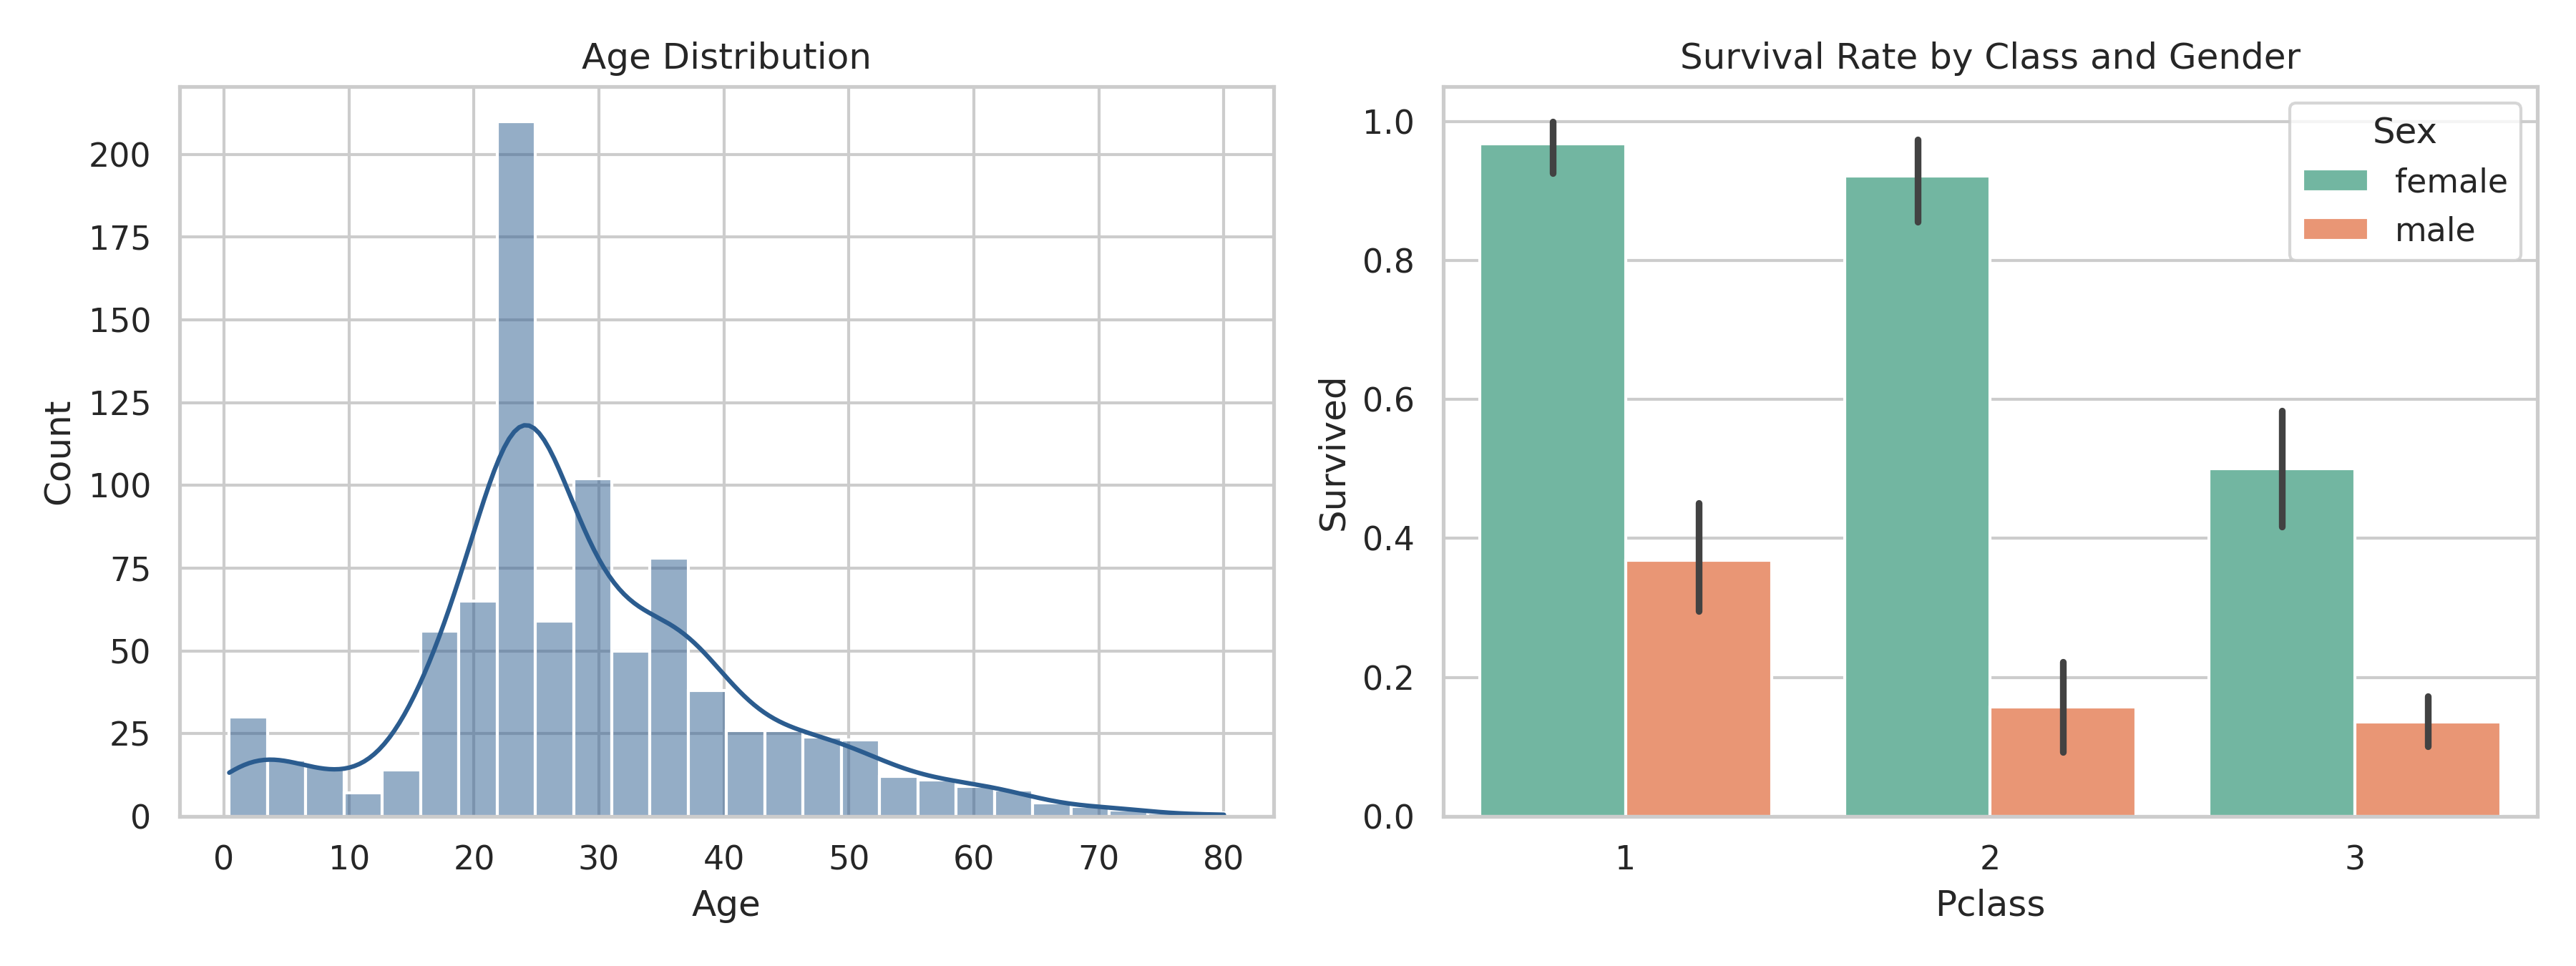 Age Distribution
Count
200
175
150
125
100
75
50
25
0
0 10 20 30 40 50 60 70 80
Age
Survival Rate by Class and Gender
Survived
1.0
0.8
0.6
0.4
0.2
0.0
Sex
female
male
1 2 3
Pclass